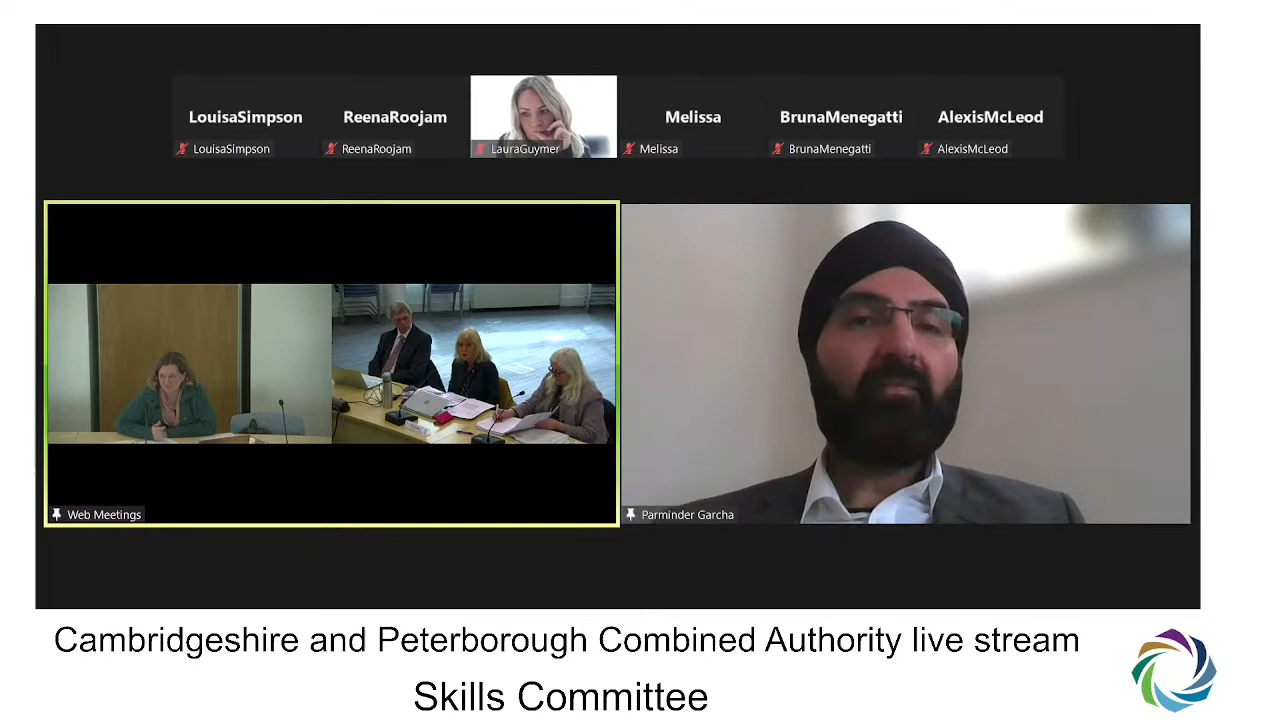 LouisaSimpson
ReenaRoojam
Melissa
BrunaMenegatti
AlexisMcLeod
LouisaSimpson
ReenaRoojam
LauraGuymer
Melissa
BrunaMenegatti
AlexisMcLeod
Web Meetings
Parminder Garcha
Cambridgeshire and Peterborough Combined Authority live stream
Skills Committee